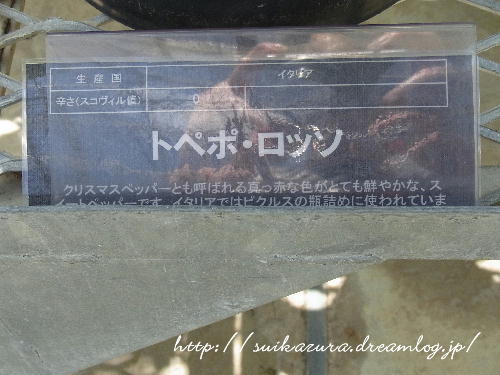 生産国 イタリア
辛さ(スコヴィル値) 0
トペポ・ロッソ
クリスマスペッパーとも呼ばれる真っ赤な色がとても鮮やかな、ス
イートペッパーです。イタリアではピクルスの瓶詰めに使われていま
http://suikazura.dreamlog.jp/